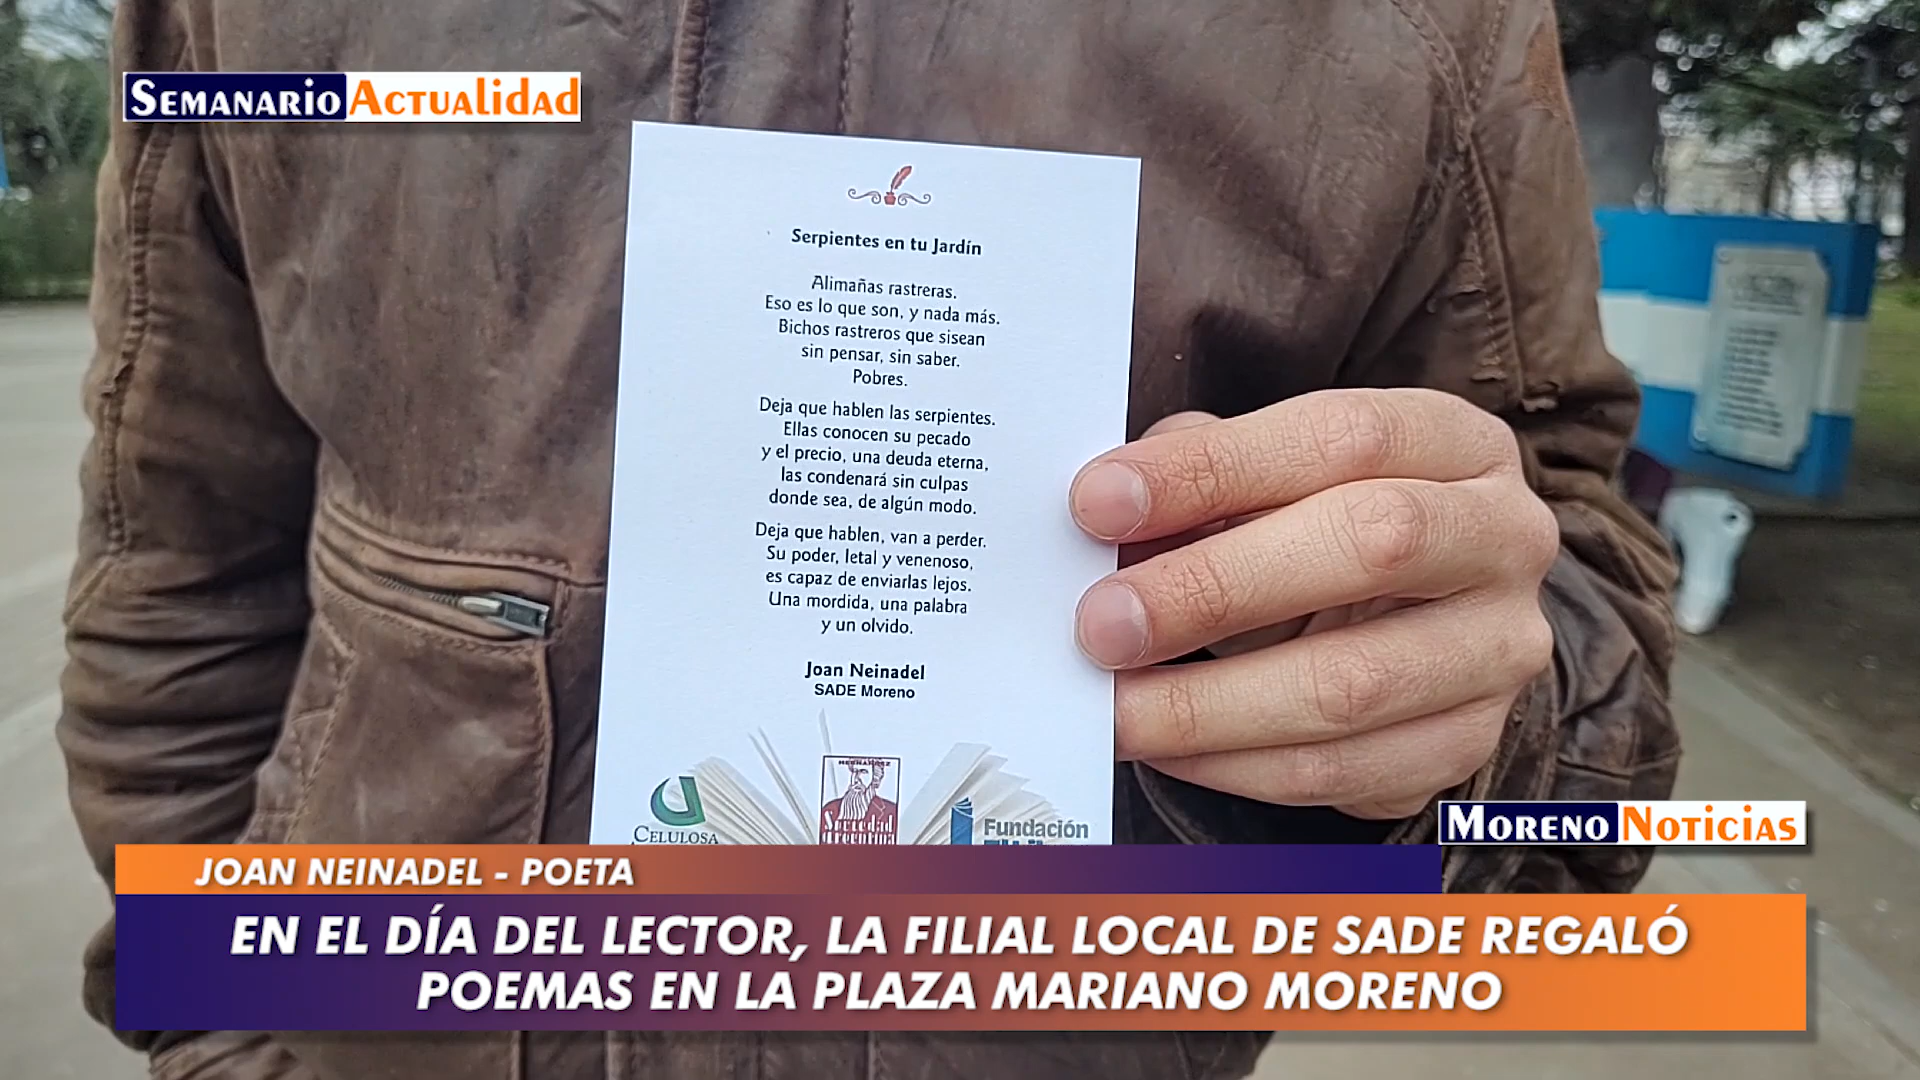 SEMANARIO ACTUALIDAD
Serpientes en tu Jardín
Alimañas rastreras.
Eso es lo que son, y nada más.
Bichos rastreros que sisean
sin pensar, sin saber.
Pobres.
Deja que hablen las serpientes.
Ellas conocen su pecado
y el precio, una deuda eterna,
las condenará sin culpas
donde sea, de algún modo.
Deja que hablen, van a perder.
Su poder, letal y venenoso,
es capaz de enviarlas lejos.
Una mordida, una palabra
y un olvido.
Joan Neinadel
SADE Moreno
HERNANDEZ
Sociedad
Argentina
CELULOSA
Fundación
MORENO NOTICIAS
JOAN NEINADEL - POETA
EN EL DÍA DEL LECTOR, LA FILIAL LOCAL DE SADE REGALÓ
POEMAS EN LA PLAZA MARIANO MORENO